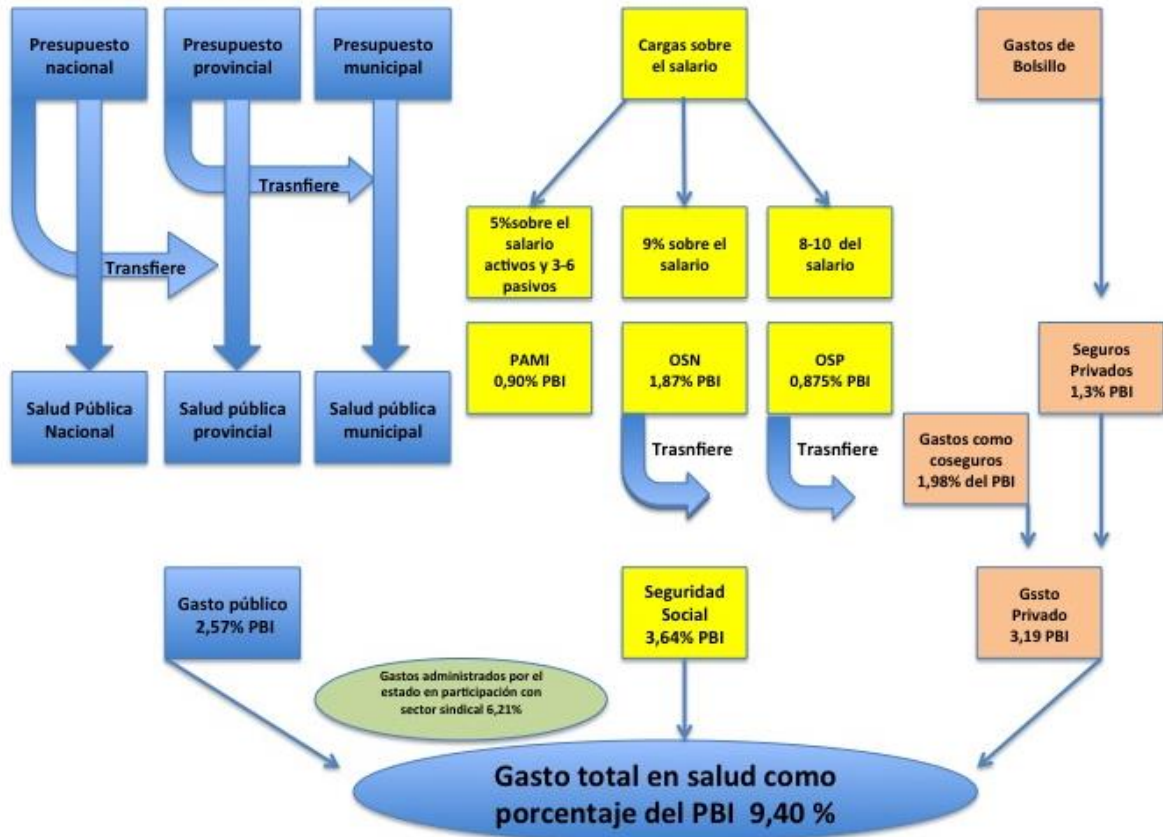 Presupuesto
nacional
Presupuesto
provincial
Presupuesto
municipal
Cargas sobre
el salario
Gastos de
Bolsillo
Trasnfiere
Transfiere
5%sobre el
salario
activos y 3-6
pasivos
9% sobre el
salario
8-10 del
salario
PAMI
0,90% PBI
OSN
1,87% PBI
OSP
0,875% PBI
Seguros
Privados
1,3% PBI
Salud Pública
Nacional
Salud pública
provincial
Salud pública
municipal
Trasnfiere
Trasnfiere
Gastos como
coseguros
1,98% del PBI
Gasto público
2,57% PBI
Seguridad
Social
3,64% PBI
Gssto
Privado
3,19 PBI
Gastos administrados por el
estado en participación con
sector sindical 6,21%
Gasto total en salud como
porcentaje del PBI 9,40 %